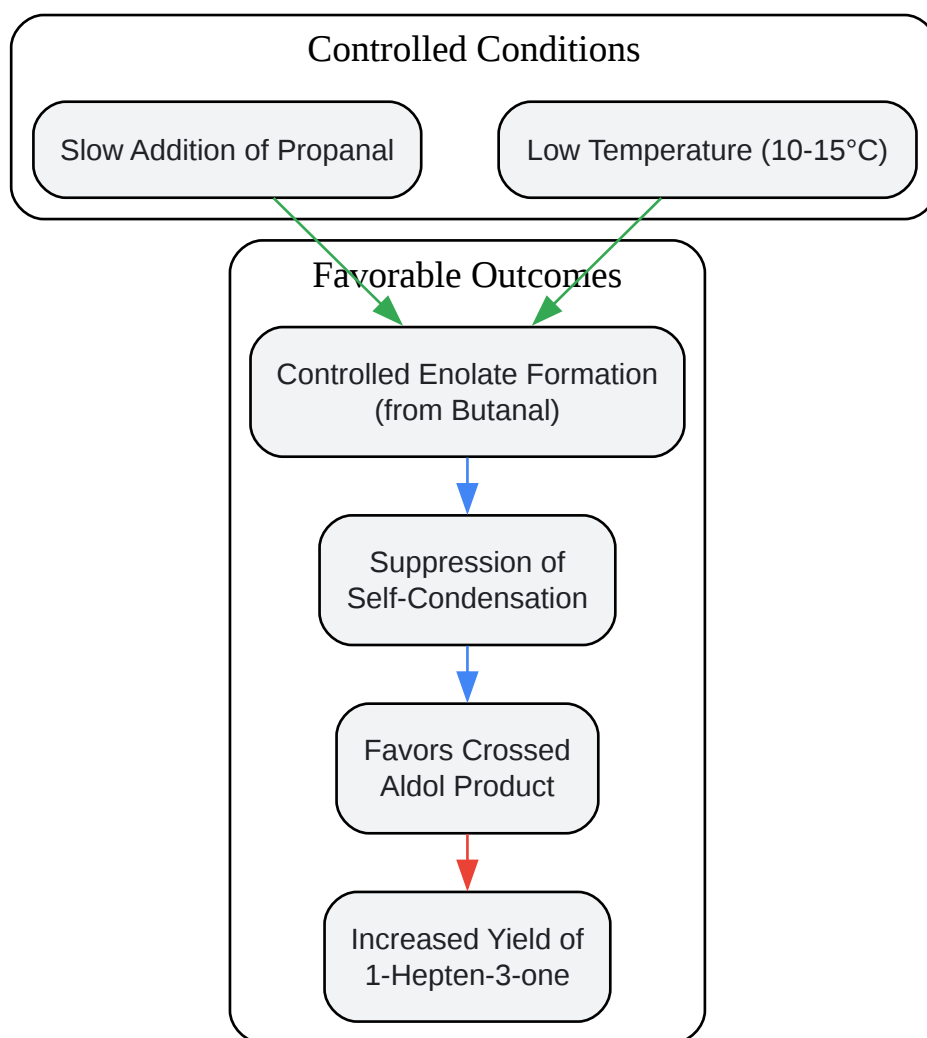 Controlled Conditions
Slow Addition of Propanal
Low Temperature (10-15°C)
Favorable Outcomes
Controlled Enolate Formation
(from Butanal)
Suppression of
Self-Condensation
Favors Crossed
Aldol Product
Increased Yield of
1-Hepten-3-one